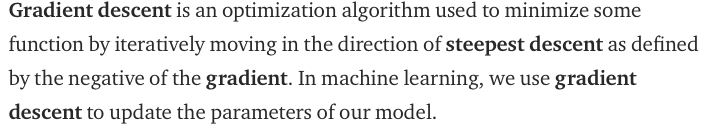 Gradient descent is an optimization algorithm used to minimize some
function by iteratively moving in the direction of steepest descent as defined
by the negative of the gradient. In machine learning, we use gradient
descent to update the parameters of our model.